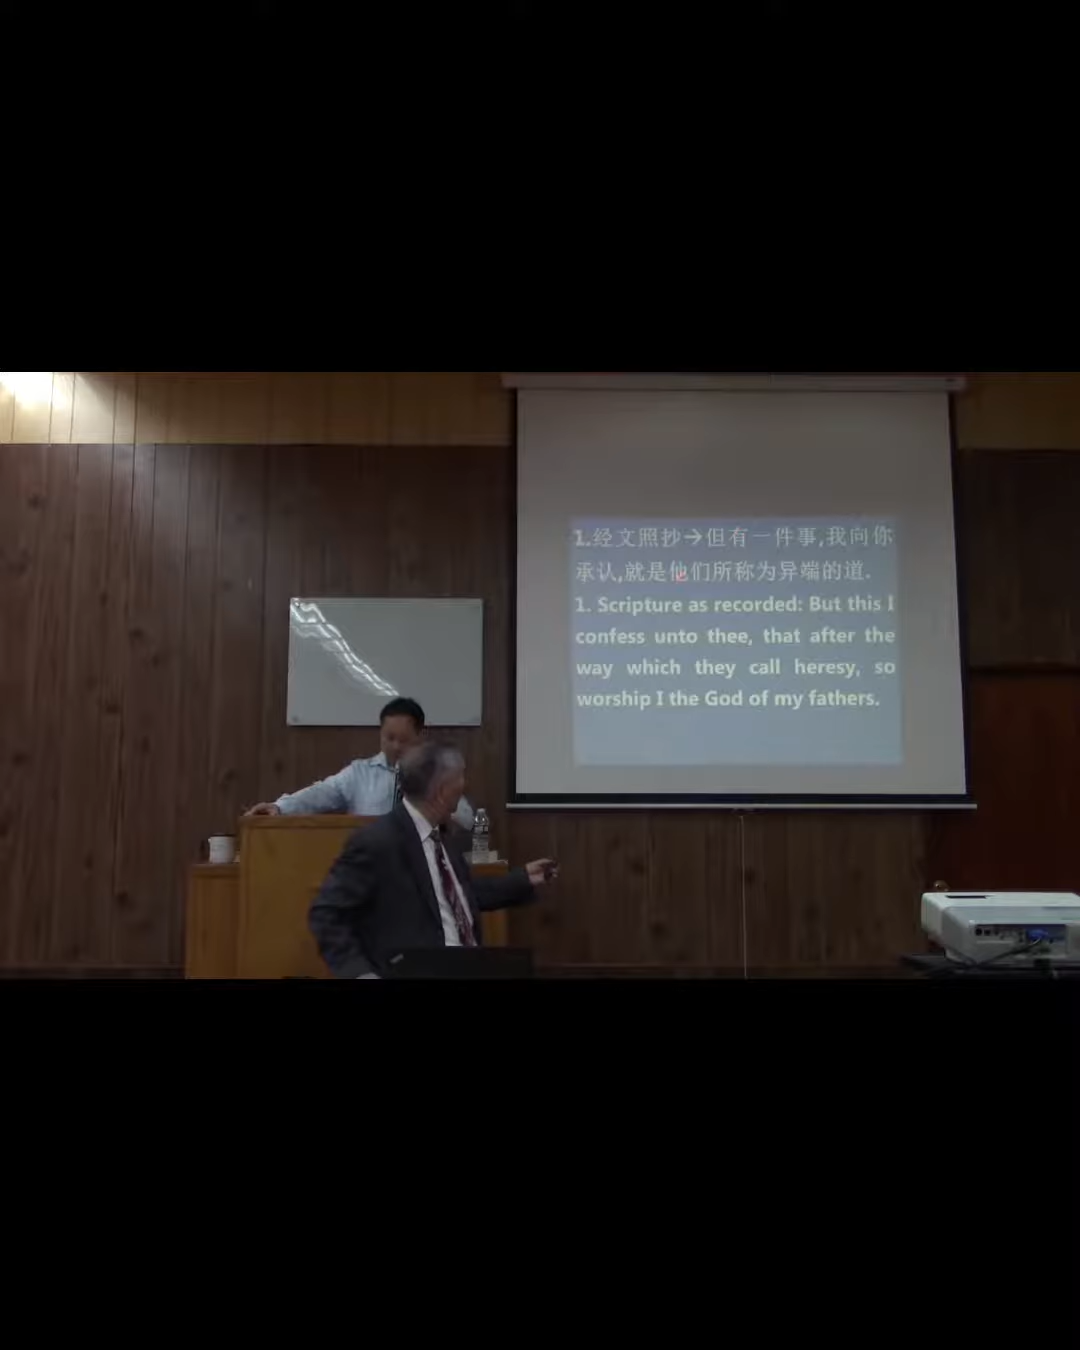 1.经文照抄→但有一件事,我向你
承认,就是他们所称为异端的道.
1. Scripture as recorded: But this I
confess unto thee, that after the
way which they call heresy, so
worship I the God of my fathers.